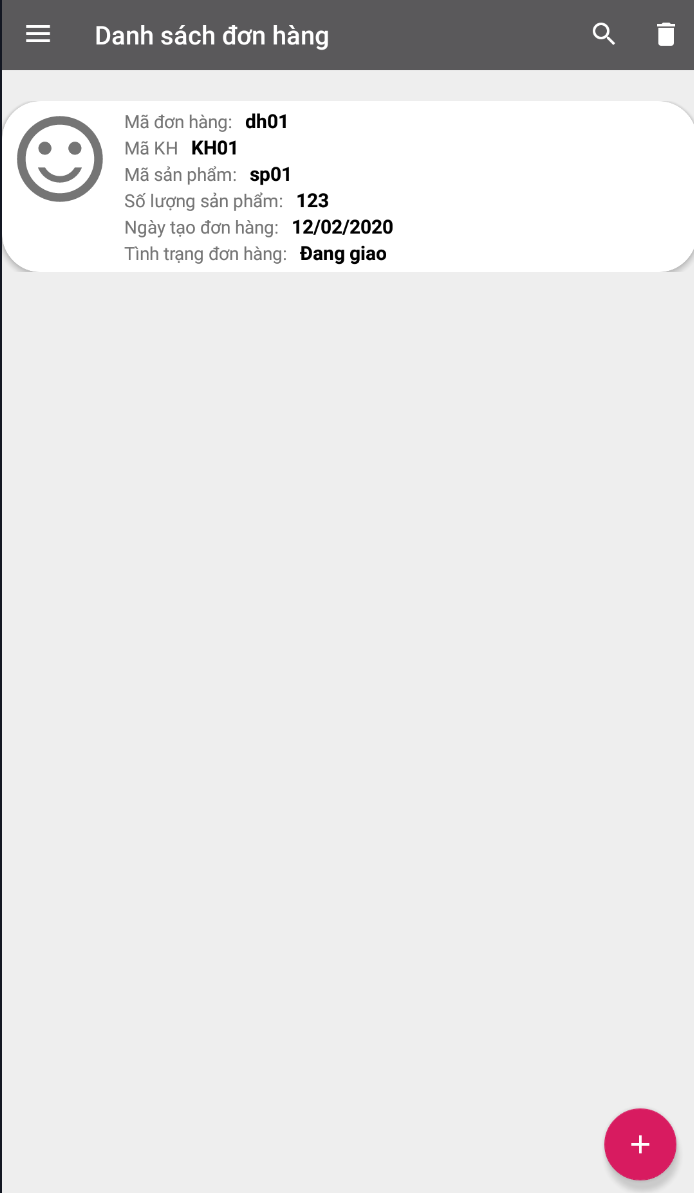 Danh sách đơn hàng
Mã đơn hàng: dh01
Mã KH KH01
Mã sản phẩm: sp01
Số lượng sản phẩm: 123
Ngày tạo đơn hàng: 12/02/2020
Tình trạng đơn hàng: Đang giao